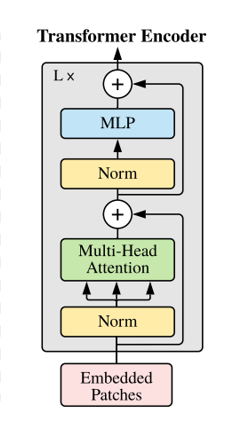 Transformer Encoder
L x
+
MLP
Norm
+
Multi-Head
Attention
Norm
Embedded
Patches